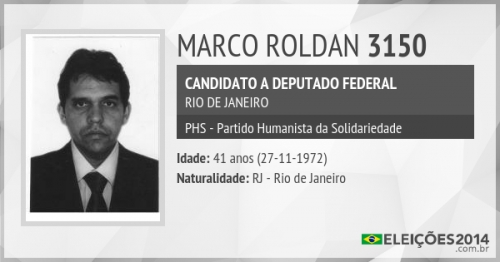 MARCO ROLDAN 3150
CANDIDATO A DEPUTADO FEDERAL
RIO DE JANEIRO
PHS - Partido Humanista da Solidariedade
Idade: 41 anos (27-11-1972)
Naturalidade: RJ - Rio de Janeiro
ELEIÇÕES2014
.com.br